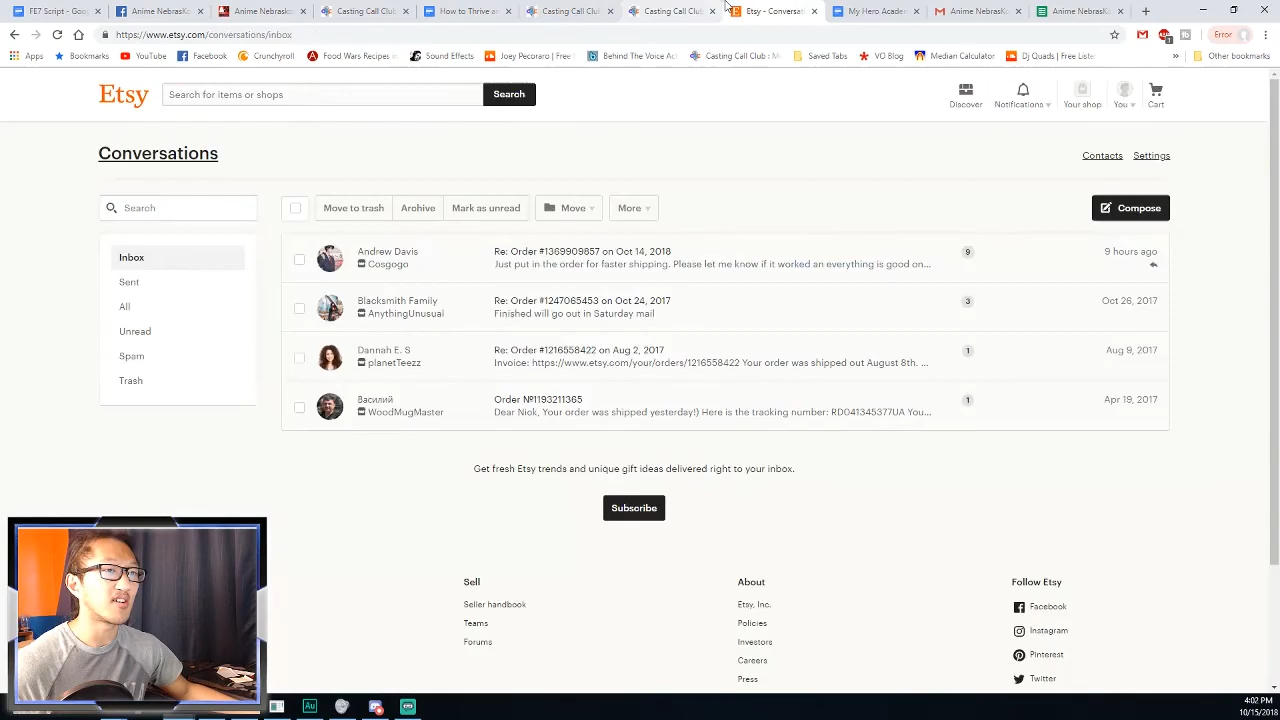 FE7 Script - Goo
Anime NebrasKon
Anime Nebrasko
Casting Call Club
How to Thrive an
Casting Call Club
Casting Call Club
Etsy - Conversati
My Hero Acade
Anime NebrasKo
Anime NebrasKo
https://www.etsy.com/conversations/inbox
Error
Apps
Bookmarks
YouTube
Facebook
Crunchyroll
Food Wars Recipes in
Sound Effects
Joey Pecoraro | Free
Behind The Voice Act
Casting Call Club : M
Saved Tabs
VO Blog
Median Calculator
Dj Quads | Free Liste
Other bookmarks
Etsy
Search for items or shops
Search
Discover
Notifications
Your shop
You
Cart
Conversations
Contacts
Settings
Search
Move to trash
Archive
Mark as unread
Move
More
Compose
Inbox
Sent
All
Unread
Spam
Trash
Andrew Davis
Cosgogo
Re: Order #1369909857 on Oct 14, 2018
Just put in the order for faster shipping. Please let me know if it worked an everything is good on...
9
9 hours ago
Blacksmith Family
AnythingUnusual
Re: Order #1247065453 on Oct 24, 2017
Finished will go out in Saturday mail
3
Oct 26, 2017
Dannah E. S
planetTeezz
Re: Order #1216558422 on Aug 2, 2017
Invoice: https://www.etsy.com/your/orders/1216558422 Your order was shipped out August 8th. ...
1
Aug 9, 2017
Василий
WoodMugMaster
Order №1193211365
Dear Nick, Your order was shipped yesterday!) Here is the tracking number: RD041345377UA You...
1
Apr 19, 2017
Get fresh Etsy trends and unique gift ideas delivered right to your inbox.
Subscribe
Sell
Seller handbook
Teams
Forums
About
Etsy, Inc.
Policies
Investors
Careers
Press
Follow Etsy
Facebook
Instagram
Pinterest
Twitter
Au
4:02 PM
10/15/2018